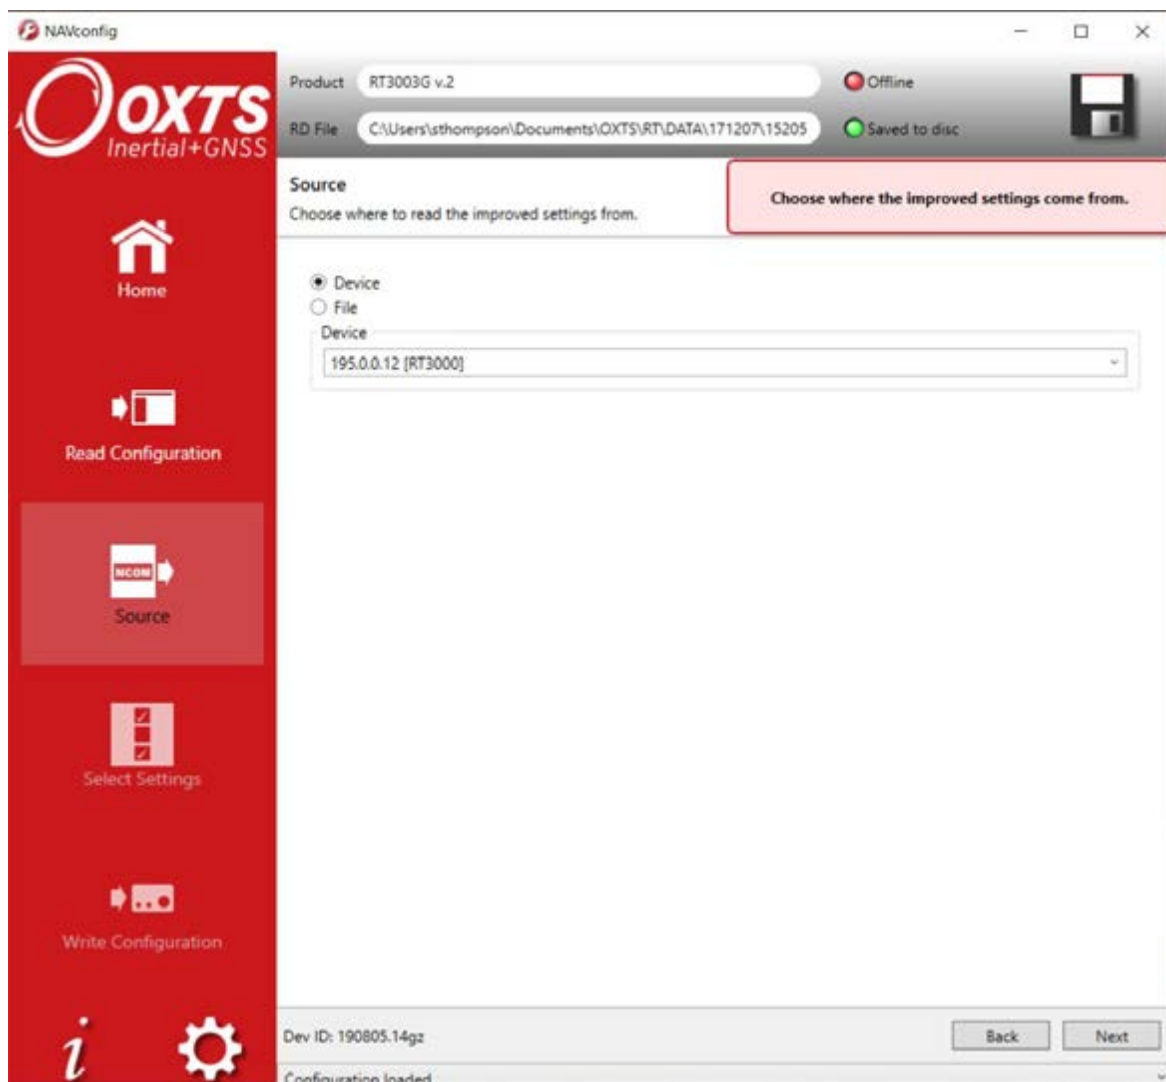 NAVconfig
OXTS
Inertial+GNSS
Product RT3003G v.2 Offline
RD File C:\Users\sthompson\Documents\OXTS\RT\DATA\171207\15205 Saved to disc
Source
Choose where to read the improved settings from.
Choose where the improved settings come from.
Home
Device
File
Device
195.0.0.12 [RT3000]
Read Configuration
NCOM
Source
Select Settings
Write Configuration
i
Dev ID: 190805.14gz
Back Next
Configuration loaded